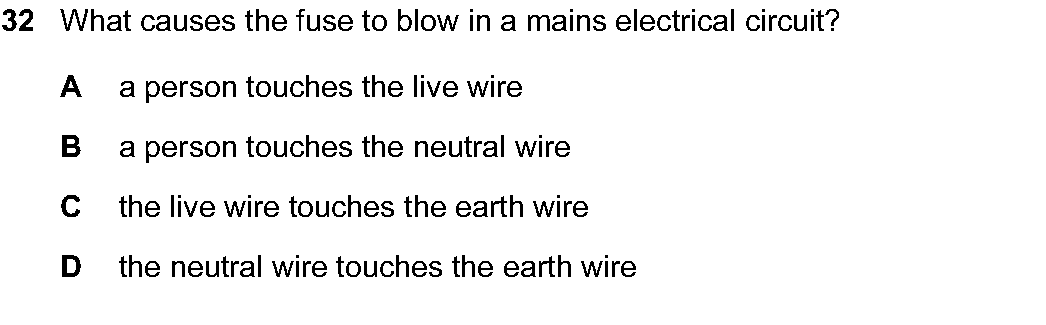 32 What causes the fuse to blow in a mains electrical circuit?
A a person touches the live wire
B a person touches the neutral wire
C the live wire touches the earth wire
D the neutral wire touches the earth wire